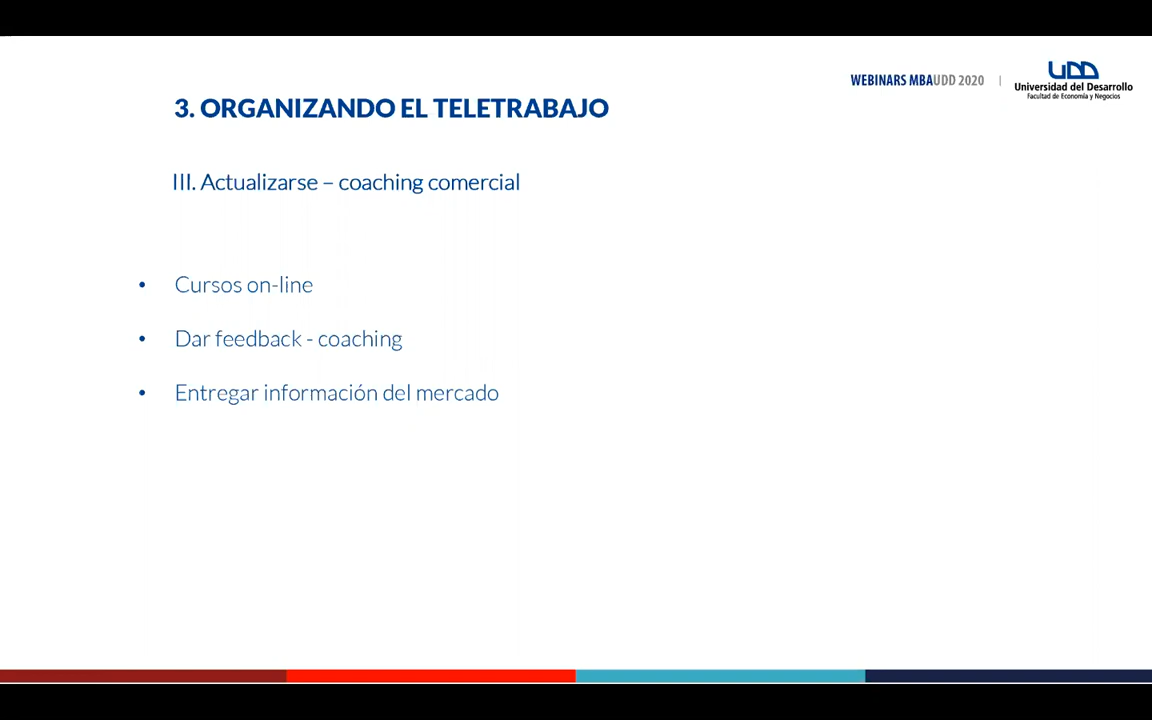 WEBINARS MBAUDD 2020
UDD
Universidad del Desarrollo
Facultad de Economía y Negocios
3. ORGANIZANDO EL TELETRABAJO
III. Actualizarse – coaching comercial
• Cursos on-line
• Dar feedback - coaching
• Entregar información del mercado